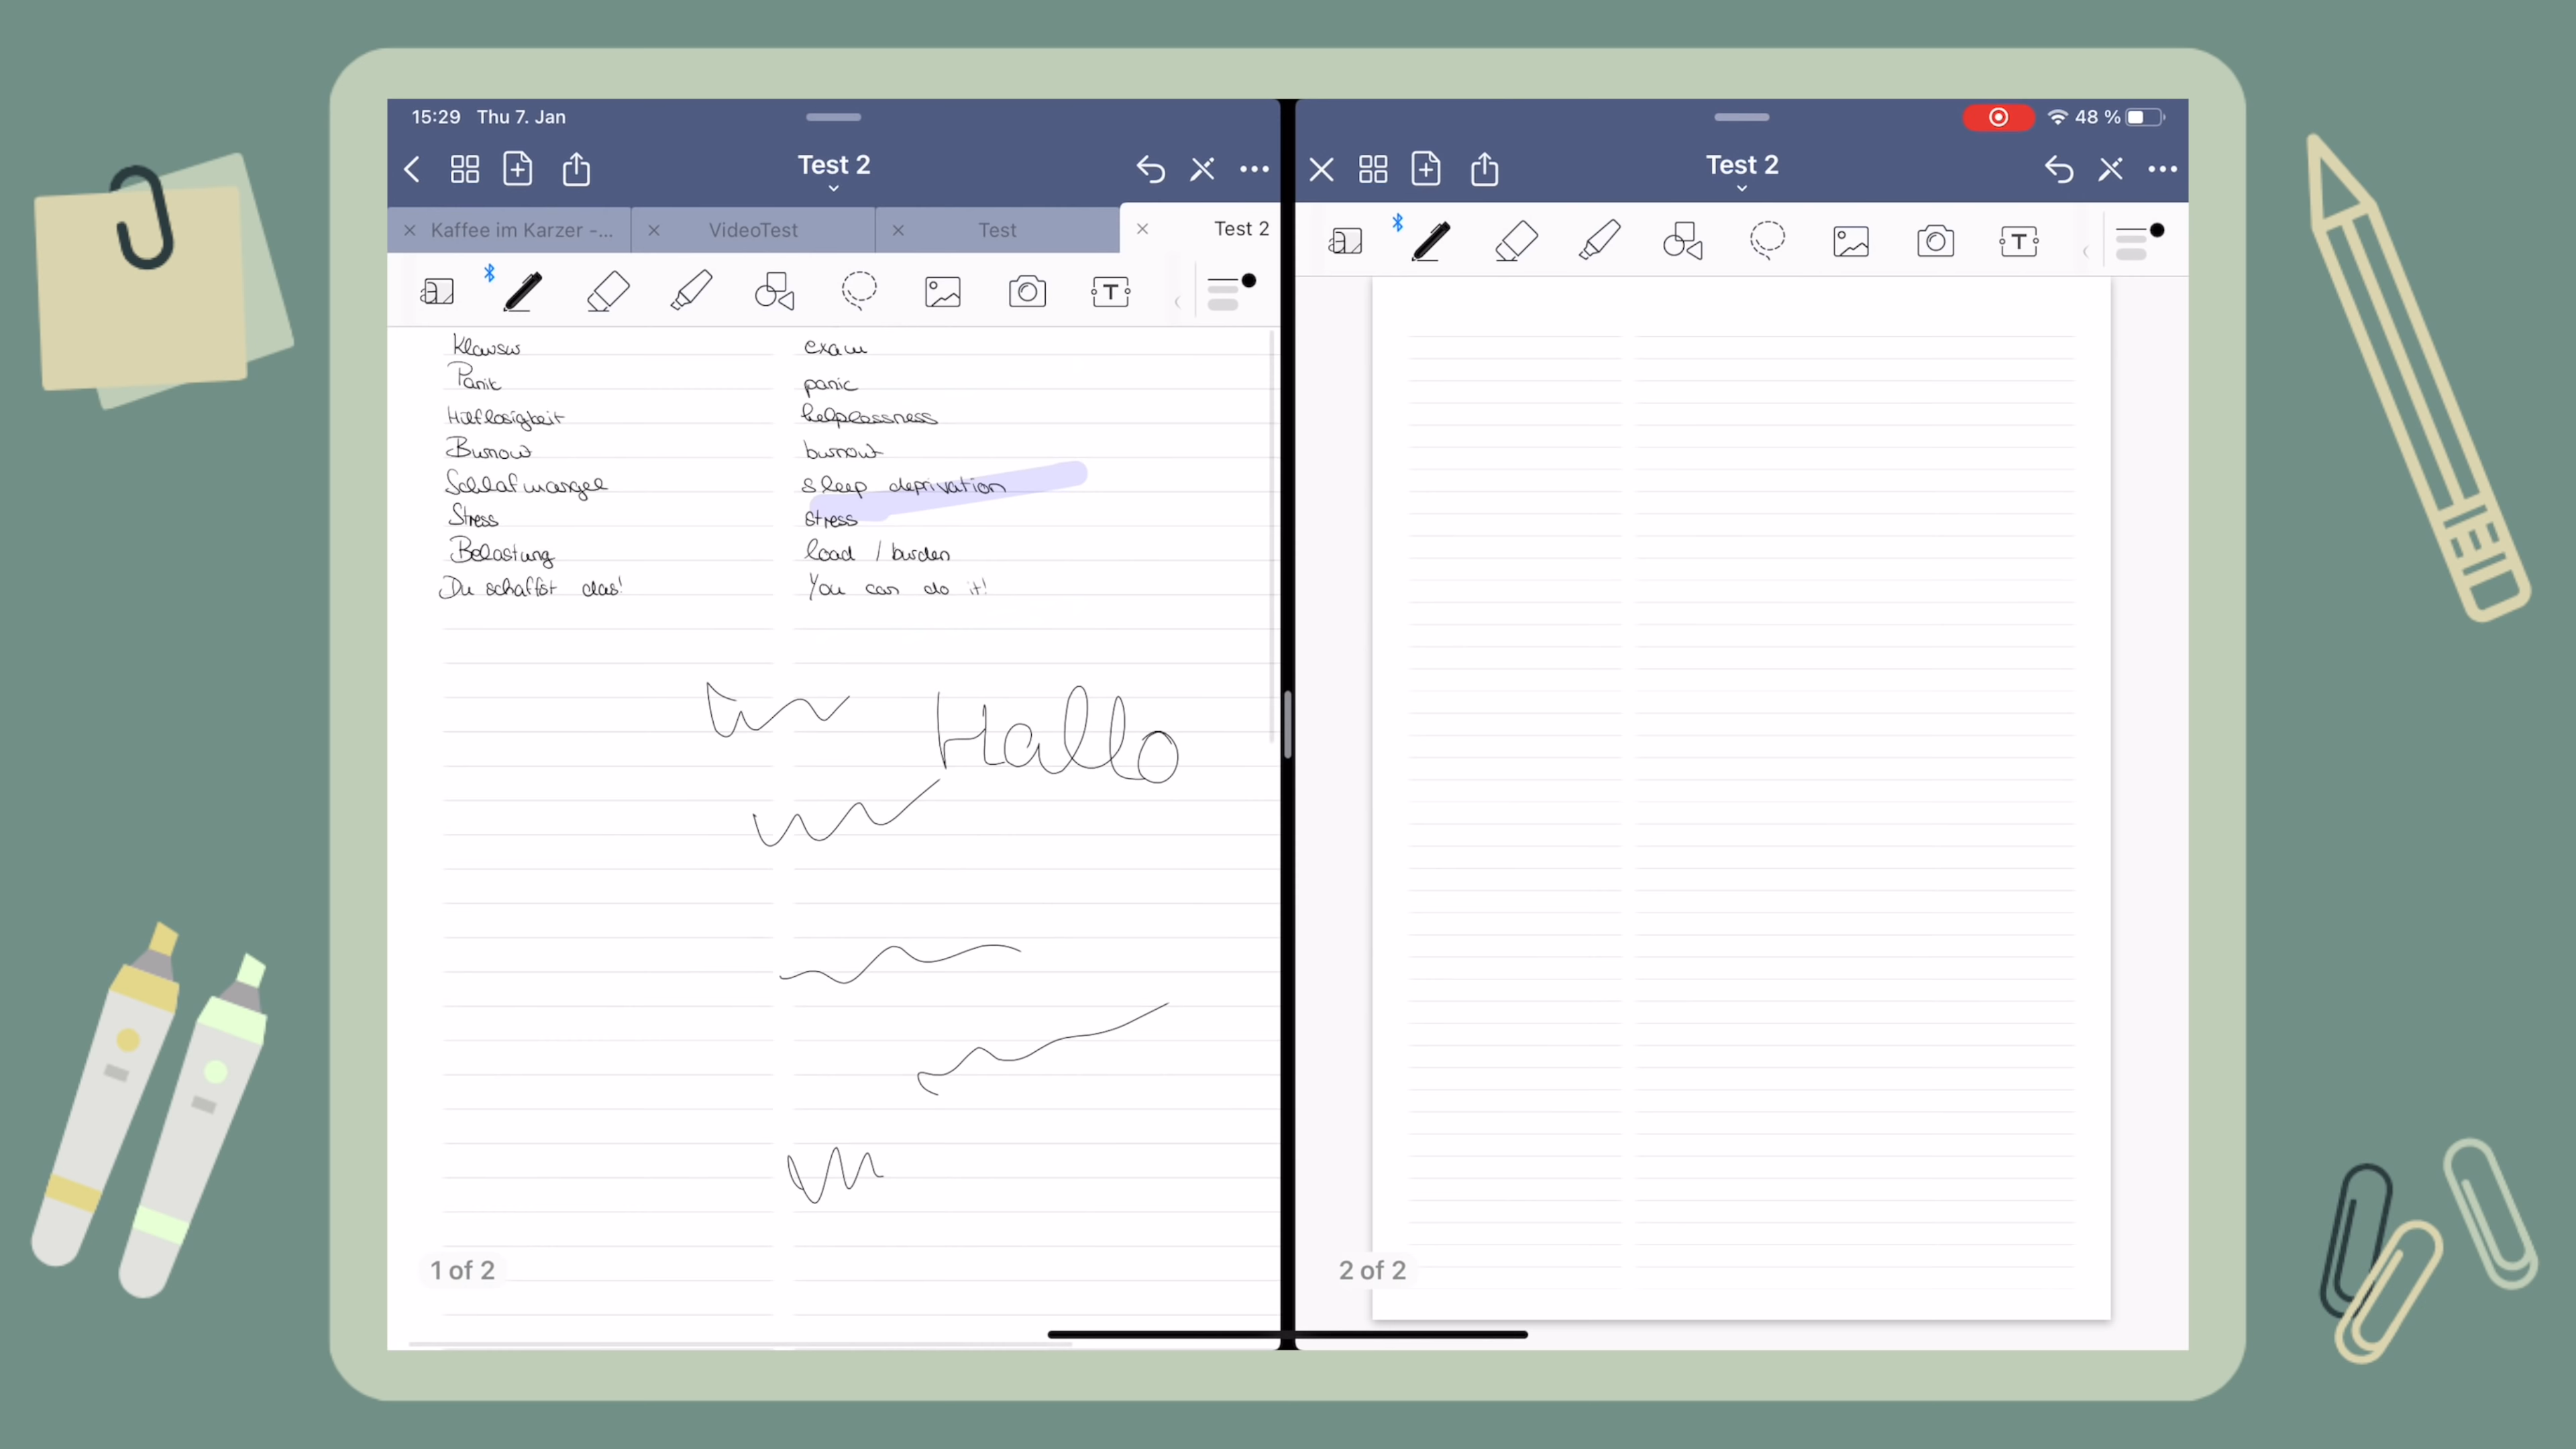 15:29 Thu 7. Jan
48 %
Test 2
Test 2
Kaffee im Karzer -... VideoTest Test Test 2
Klausur exam
Panik panic
Hilflosigkeit helplessness
Burnout burnout
Schlafmangel sleep deprivation
Stress stress
Belastung load / burden
Du schaffst das! You can do it!
Hallo
1 of 2
2 of 2